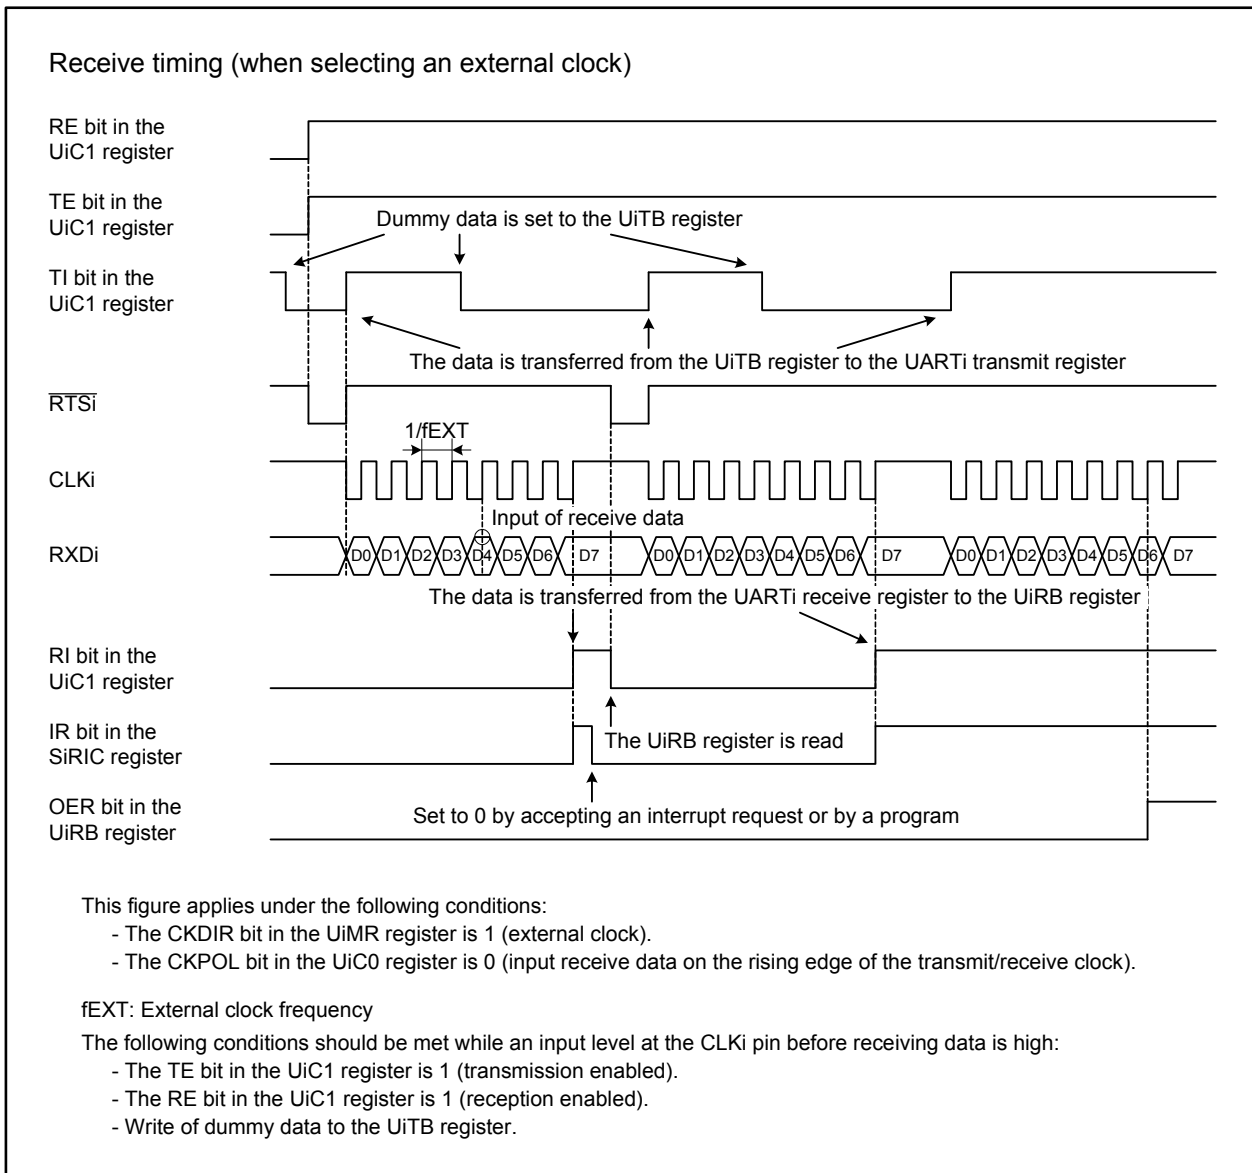 Receive timing (when selecting an external clock)
RE bit in the
UiC1 register
TE bit in the
UiC1 register
Dummy data is set to the UiTB register
TI bit in the
UiC1 register
The data is transferred from the UiTB register to the UARTi transmit register
RTSi
1/fEXT
CLKi
Input of receive data
RXDi
D0 D1 D2 D3 D4 D5 D6 D7 D0 D1 D2 D3 D4 D5 D6 D7 D0 D1 D2 D3 D4 D5 D6 D7
The data is transferred from the UARTi receive register to the UiRB register
RI bit in the
UiC1 register
The UiRB register is read
IR bit in the
SiRIC register
Set to 0 by accepting an interrupt request or by a program
OER bit in the
UiRB register
This figure applies under the following conditions:
- The CKDIR bit in the UiMR register is 1 (external clock).
- The CKPOL bit in the UiC0 register is 0 (input receive data on the rising edge of the transmit/receive clock).
fEXT: External clock frequency
The following conditions should be met while an input level at the CLKi pin before receiving data is high:
- The TE bit in the UiC1 register is 1 (transmission enabled).
- The RE bit in the UiC1 register is 1 (reception enabled).
- Write of dummy data to the UiTB register.